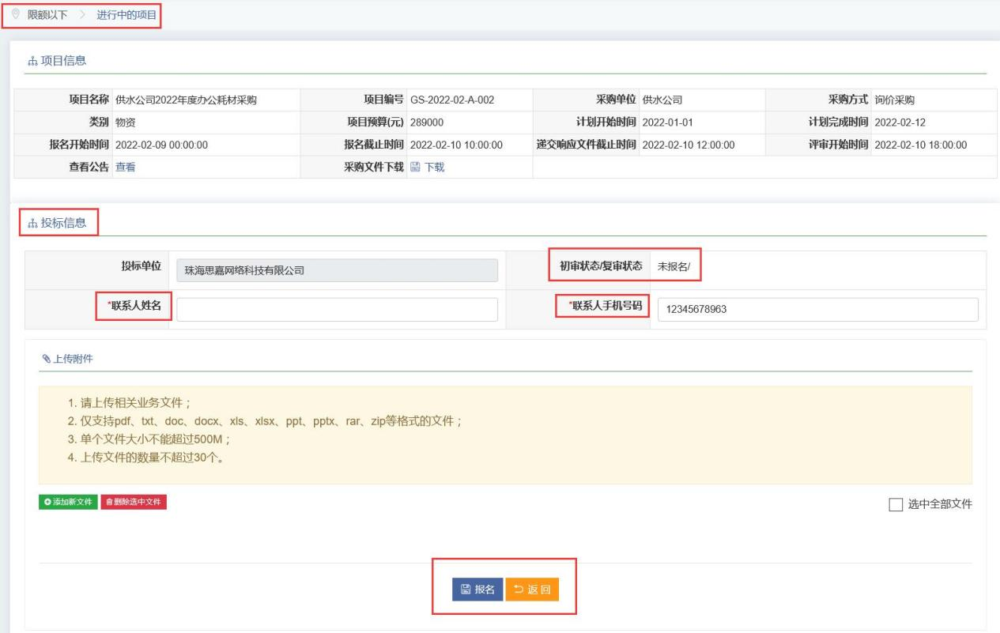 限额以下 > 进行中的项目
项目信息
项目名称 供水公司2022年度办公耗材采购 项目编号 GS-2022-02-A-002 采购单位 供水公司 采购方式 询价采购
类别 物资 项目预算(元) 289000 计划开始时间 2022-01-01 计划完成时间 2022-02-12
报名开始时间 2022-02-09 00:00:00 报名截止时间 2022-02-10 10:00:00 递交响应文件截止时间 2022-02-10 12:00:00 评审开始时间 2022-02-10 18:00:00
查看公告 查看 采购文件下载 下载
投标信息
投标单位 珠海思嘉网络科技有限公司 初审状态/复审状态 未报名/
*联系人姓名 *联系人手机号码 12345678963
上传附件
1. 请上传相关业务文件；
2. 仅支持pdf、txt、doc、docx、xls、xlsx、ppt、pptx、rar、zip等格式的文件；
3. 单个文件大小不能超过500M；
4. 上传文件的数量不超过30个。
添加新文件 删除选中文件 选中全部文件
报名 返回